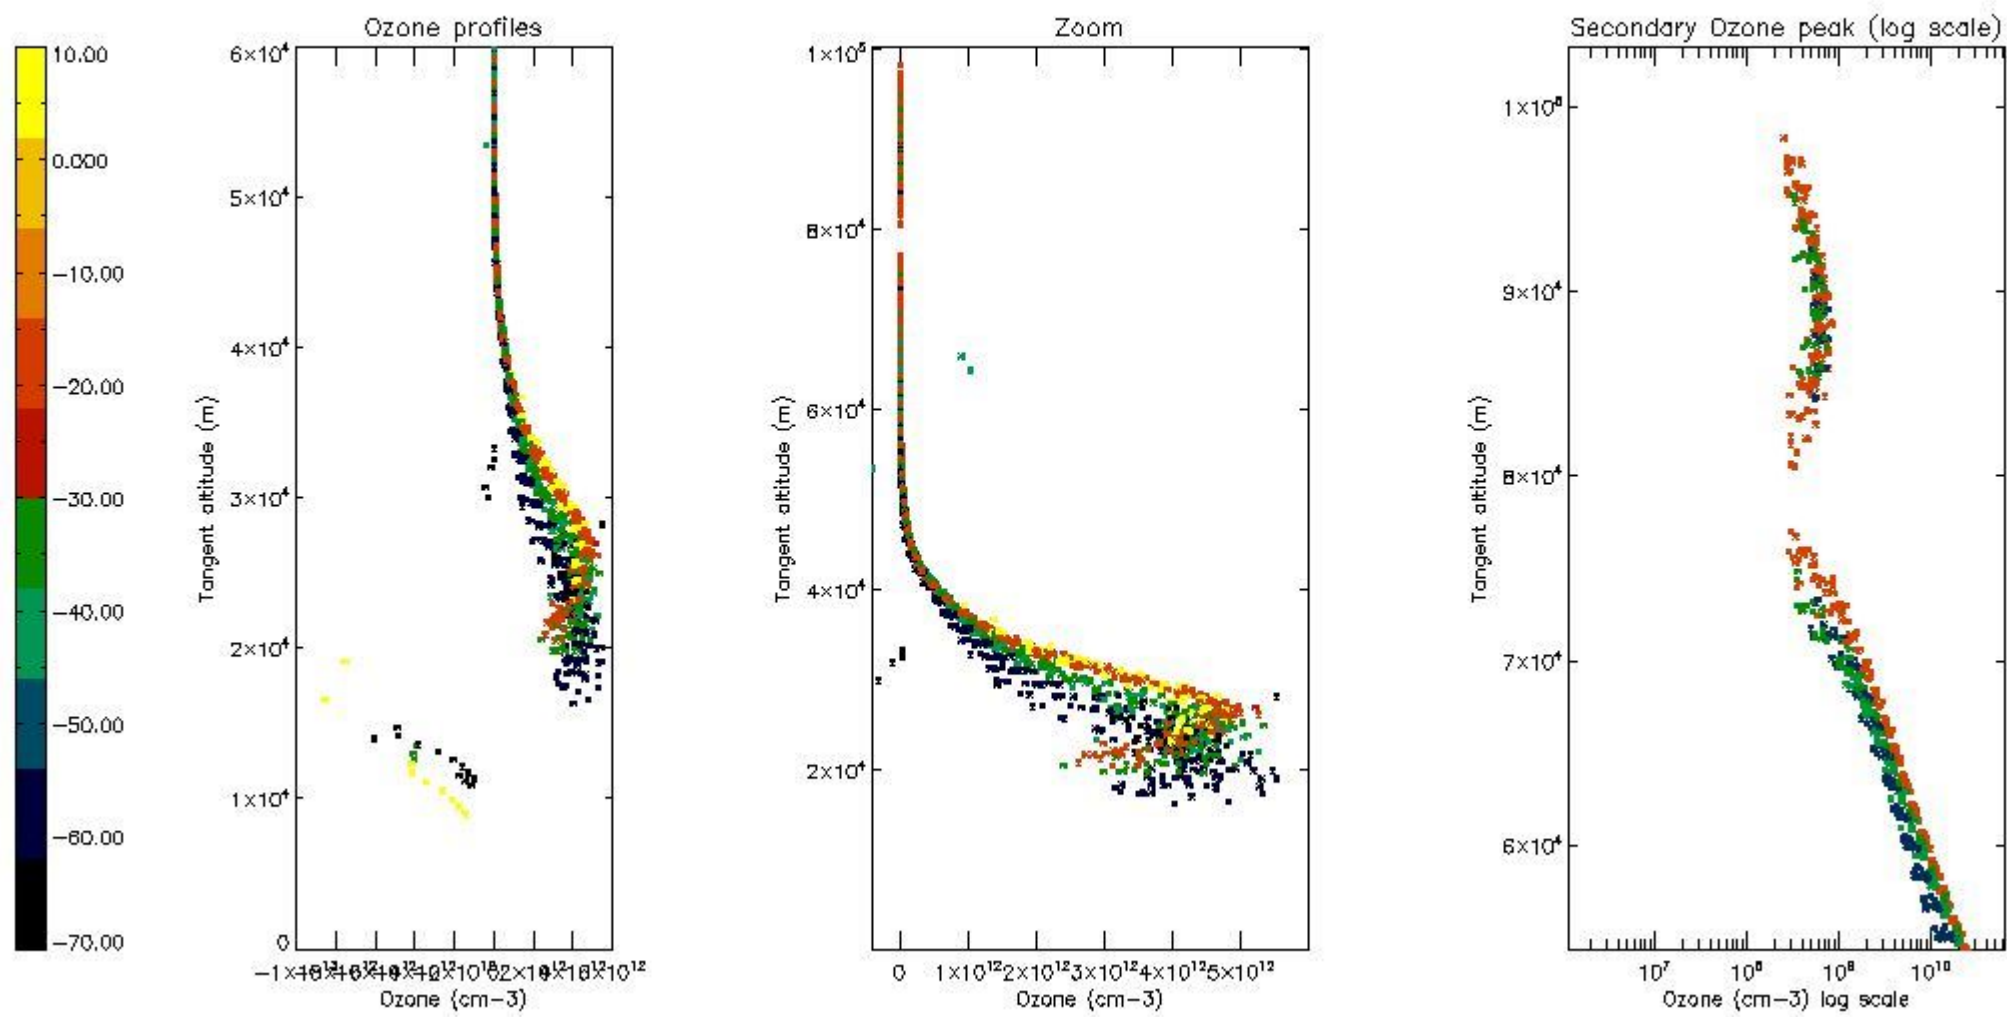 Ozone profiles
Zoom
Secondary Ozone peak (log scale)
10.00
0.000
−10.00
−20.00
−30.00
−40.00
−50.00
−60.00
−70.00
6×10⁴
5×10⁴
4×10⁴
3×10⁴
2×10⁴
1×10⁴
0
Tangent altitude (m)
Ozone (cm−3)
1×10⁵
8×10⁴
6×10⁴
4×10⁴
2×10⁴
Tangent altitude (m)
0 1×10¹² 2×10¹² 3×10¹² 4×10¹² 5×10¹²
Ozone (cm−3)
9×10⁴
8×10⁴
7×10⁴
6×10⁴
Tangent altitude (m)
10⁷ 10⁸ 10⁹ 10¹⁰
Ozone (cm−3) log scale